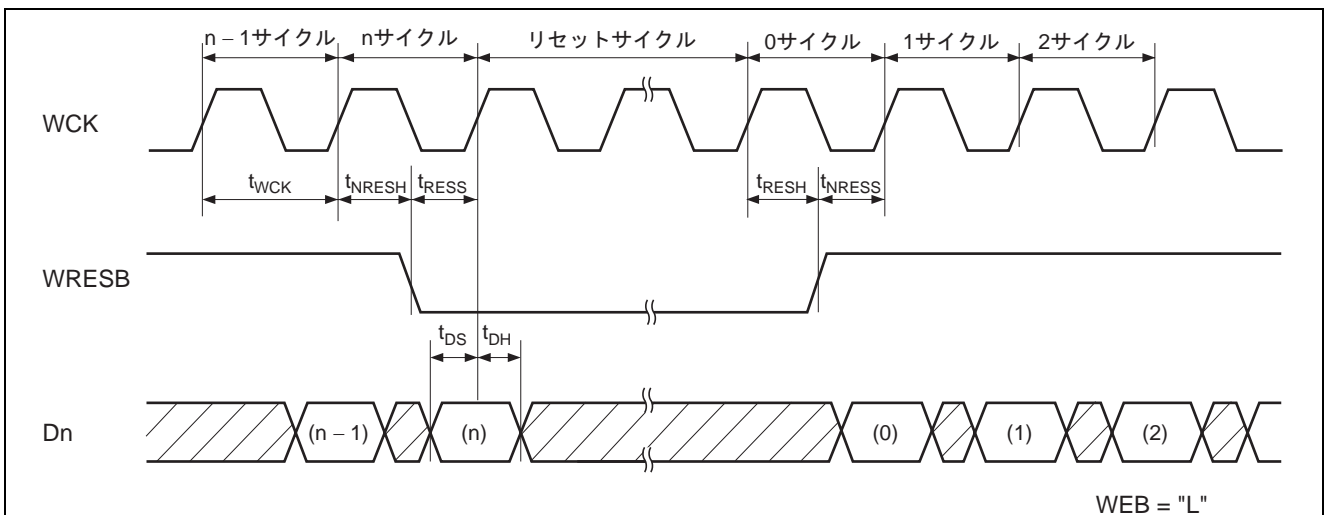 n – 1サイクル nサイクル リセットサイクル 0サイクル 1サイクル 2サイクル
WCK
tWCK tNRESH tRESS tRESH tNRESS
WRESB
tDS tDH
Dn (n – 1) (n) (0) (1) (2)
WEB = "L"